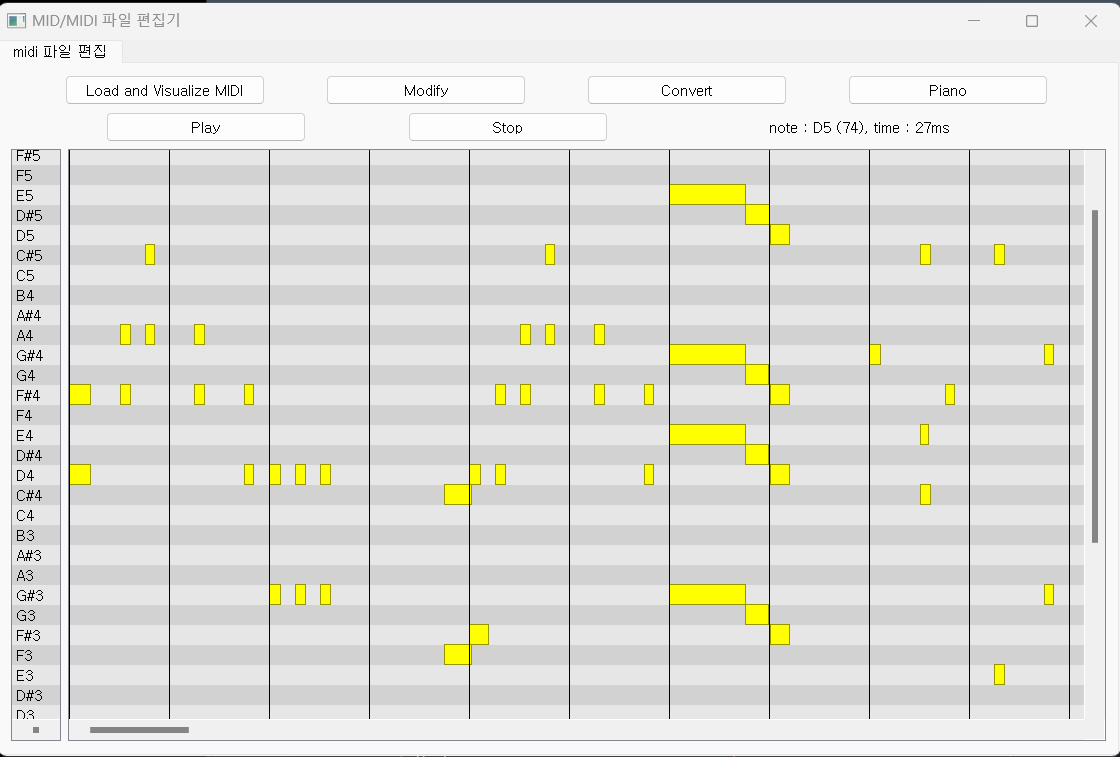 MID/MIDI 파일 편집기
midi 파일 편집
Load and Visualize MIDI
Modify
Convert
Piano
Play
Stop
note : D5 (74), time : 27ms
F#5
F5
E5
D#5
D5
C#5
C5
B4
A#4
A4
G#4
G4
F#4
F4
E4
D#4
D4
C#4
C4
B3
A#3
A3
G#3
G3
F#3
F3
E3
D#3
D3